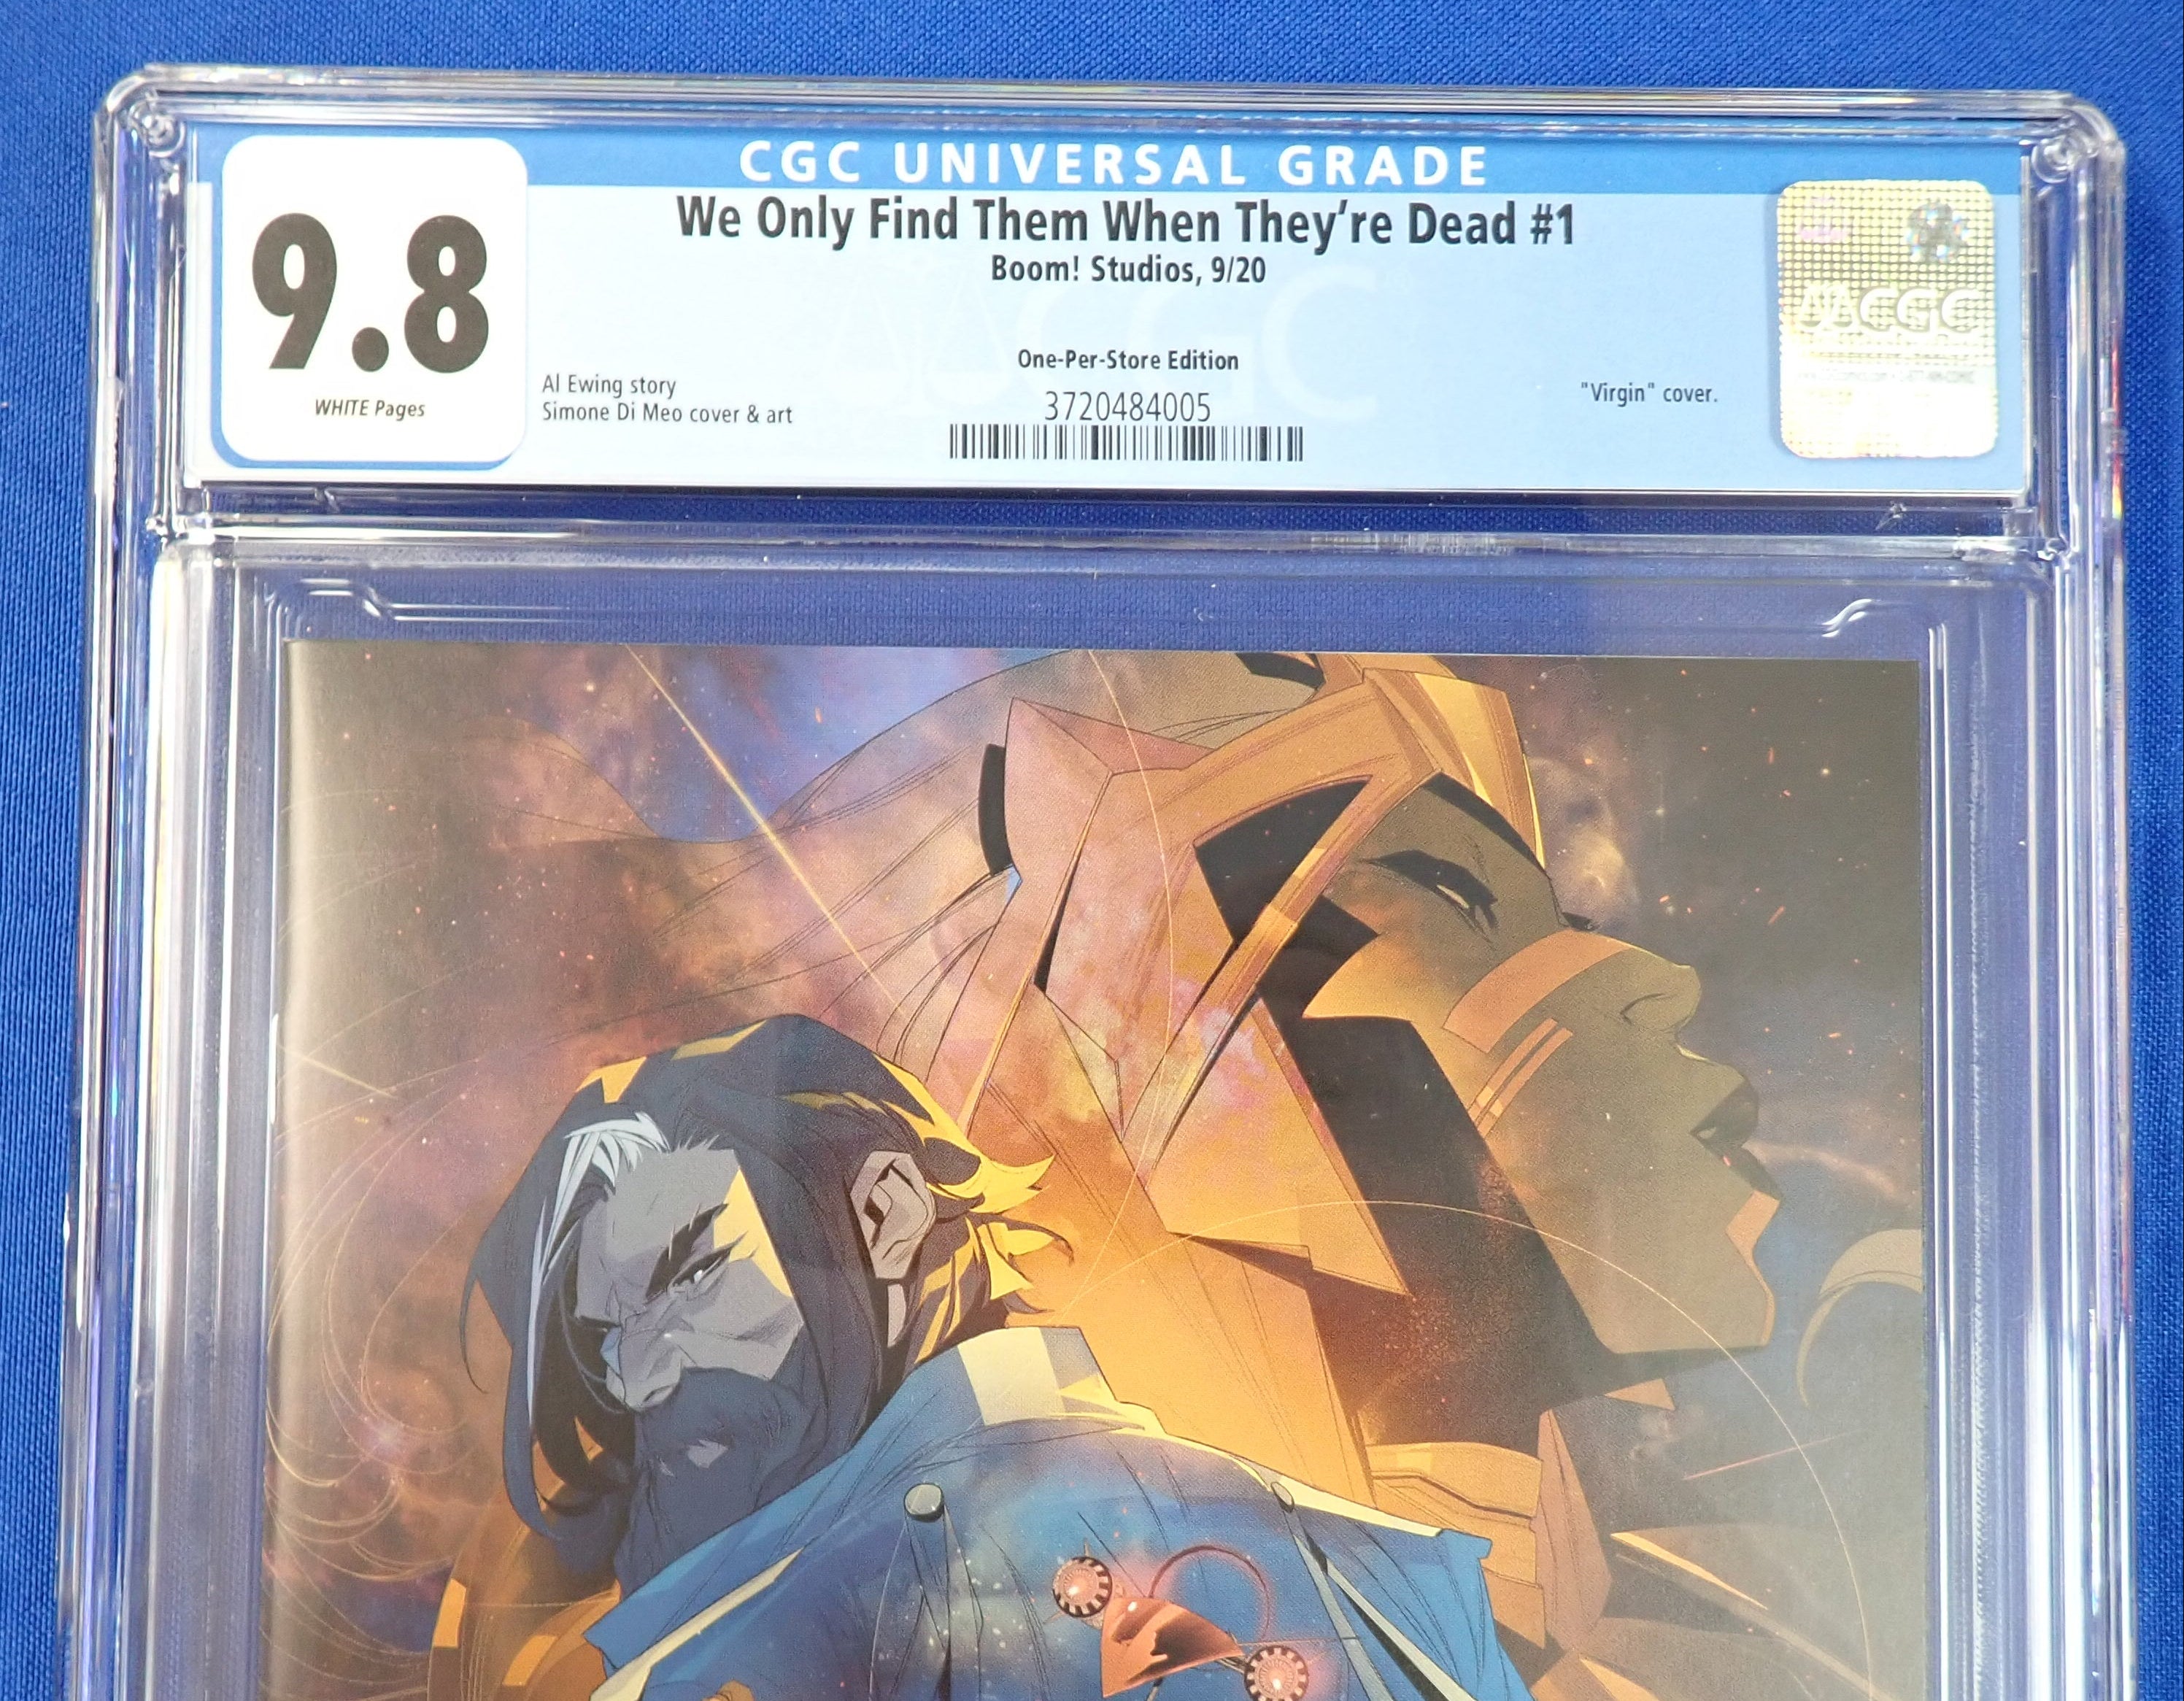 CGC UNIVERSAL GRADE
9.8
WHITE Pages
We Only Find Them When They're Dead #1
Boom! Studios, 9/20
One-Per-Store Edition
Al Ewing story
Simone Di Meo cover & art
3720484005
"Virgin" cover.
CGC